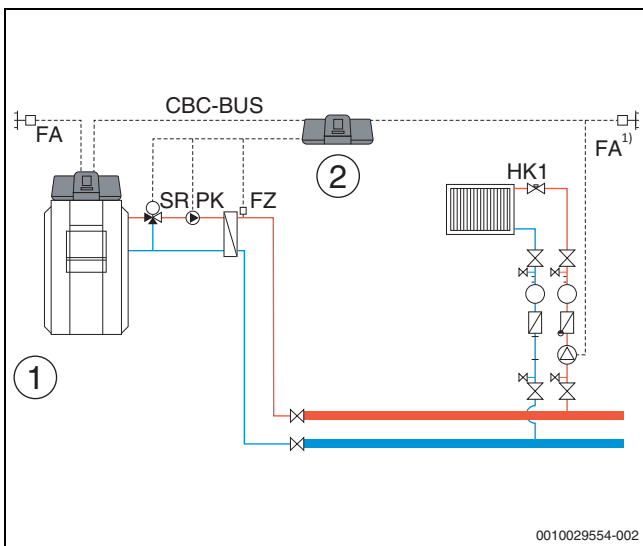 CBC-BUS
FA
FA1)
2
HK1
SR PK FZ
1
0010029554-002